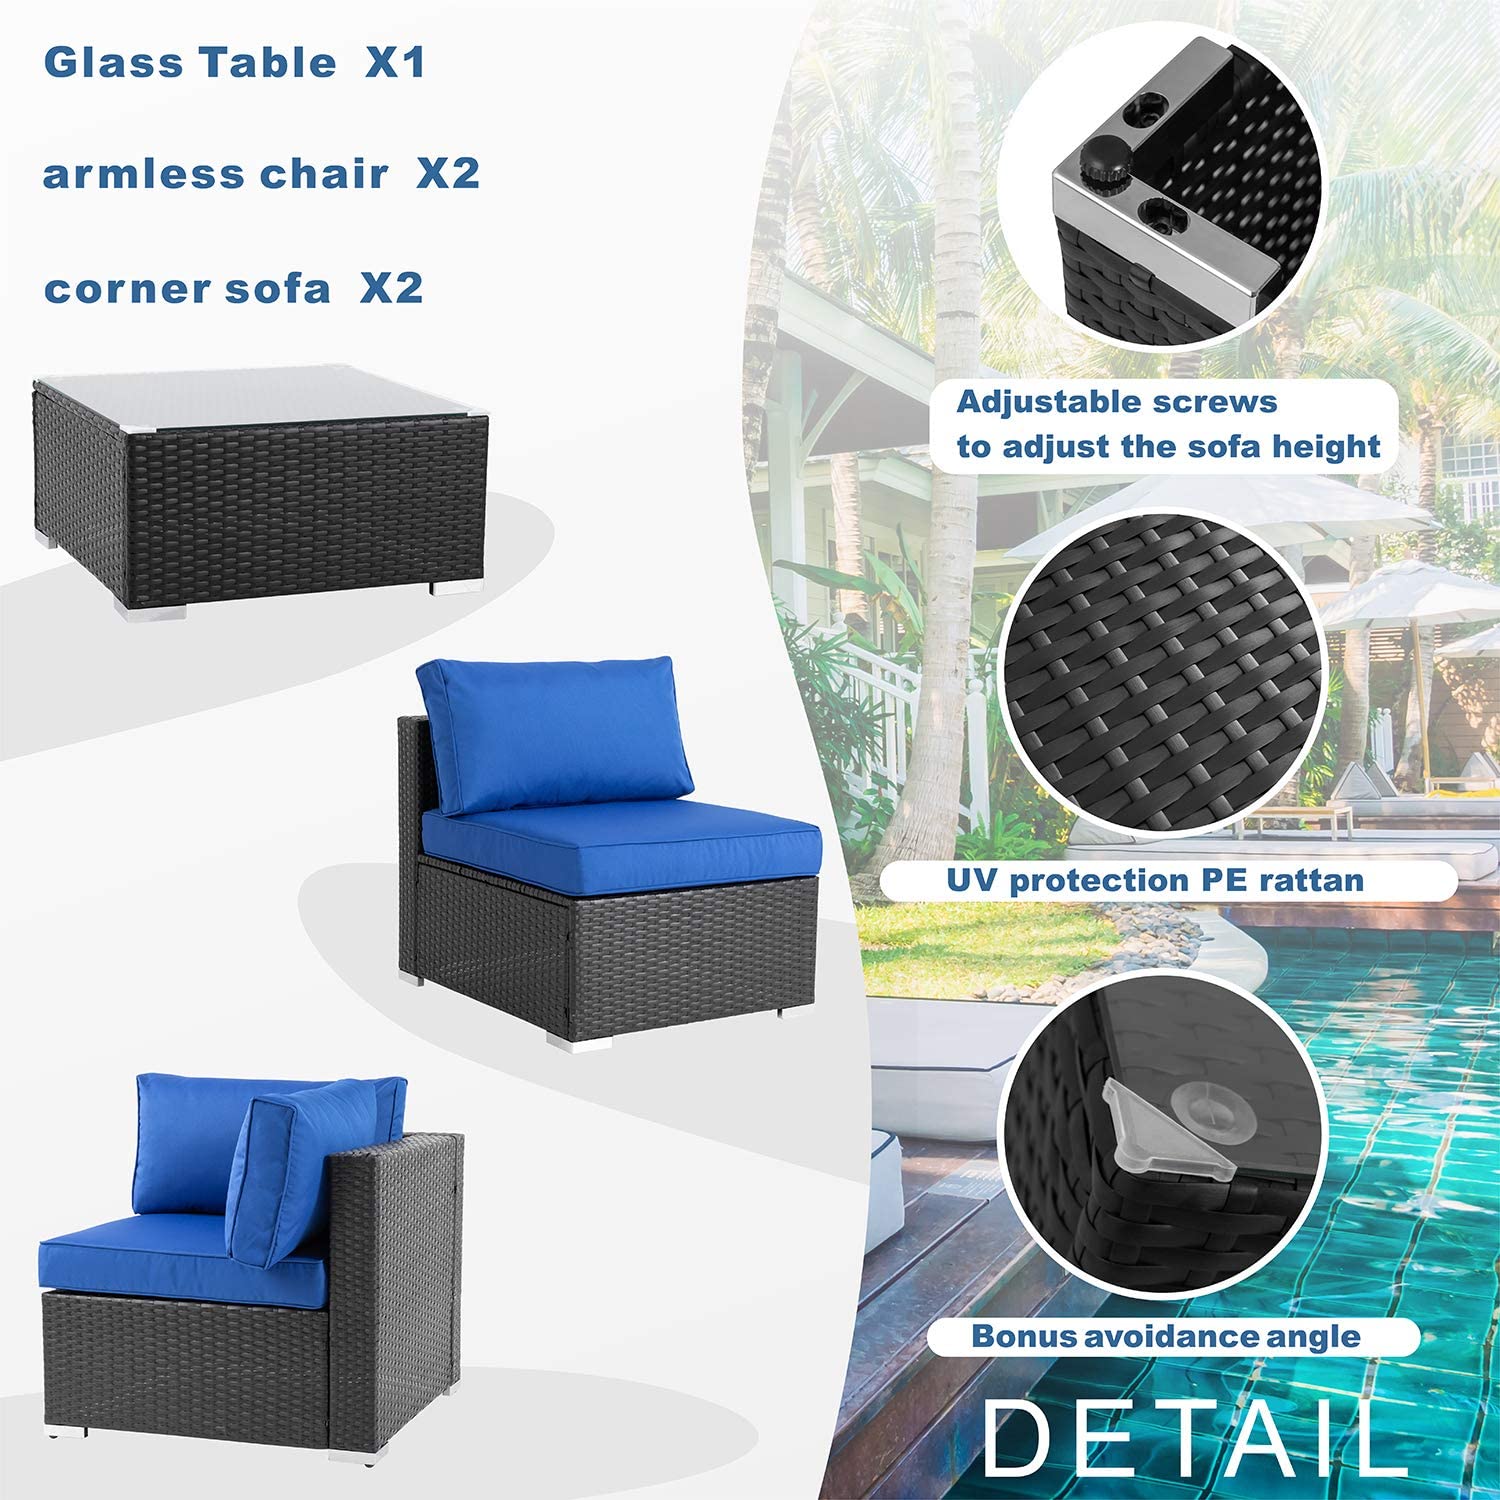 Glass Table X1
armless chair X2
corner sofa X2
Adjustable screws
to adjust the sofa height
UV protection PE rattan
Bonus avoidance angle
DETAIL